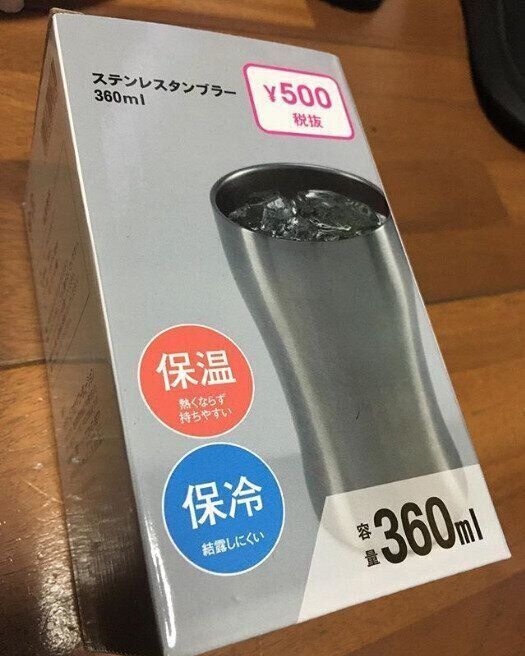 ステンレスタンブラー
360ml
¥500
税抜
保温
熱くならず
持ちやすい
保冷
結露しにくい
容量 360ml